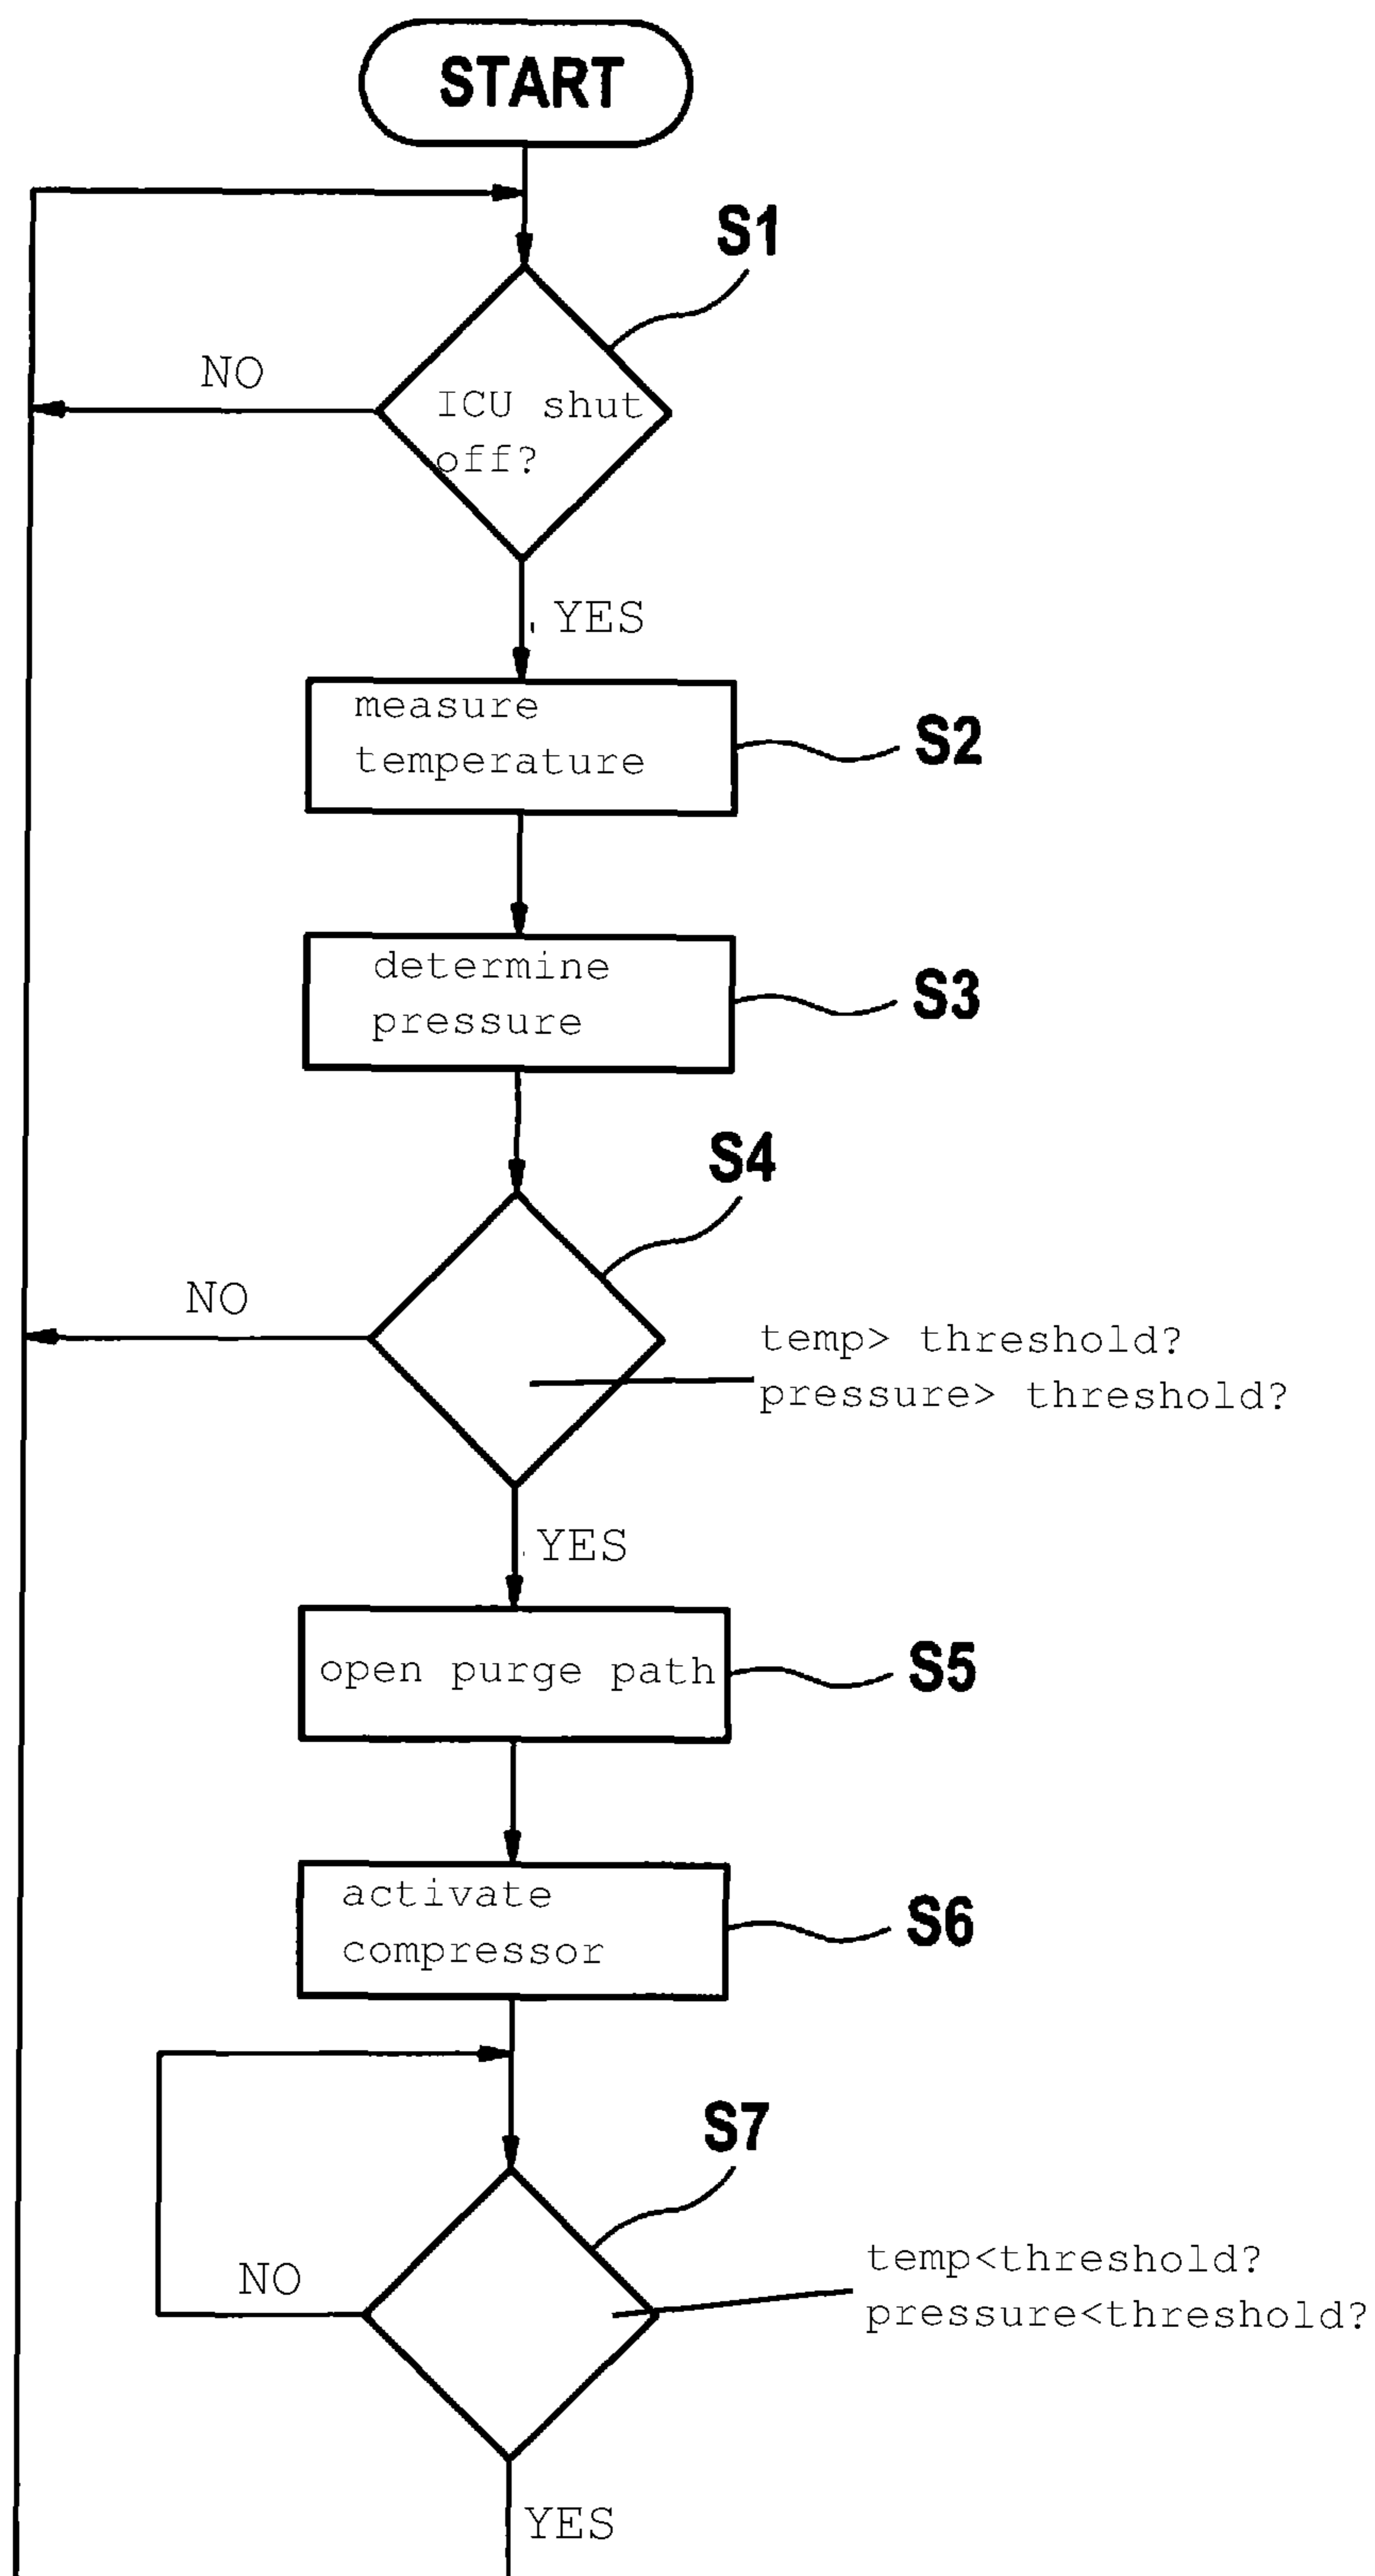 START
S1
NO
ICU shut
off?
YES
measure
temperature
S2
determine
pressure
S3
S4
NO
temp> threshold?
pressure> threshold?
YES
open purge path
S5
activate
compressor
S6
S7
NO
temp<threshold?
pressure<threshold?
YES